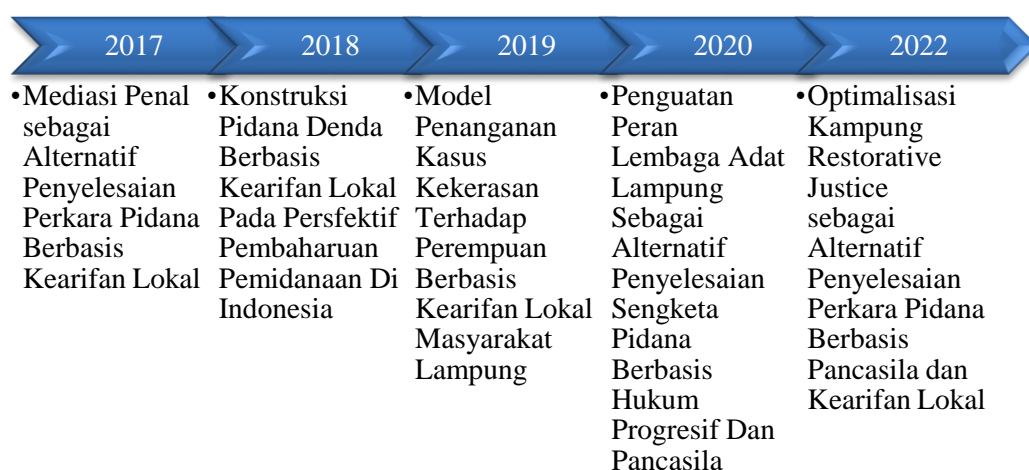 2017
•Mediasi Penal
sebagai
Alternatif
Penyelesaian
Perkara Pidana
Berbasis
Kearifan Lokal
2018
•Konstruksi
Pidana Denda
Berbasis
Kearifan Lokal
Pada Persfektif
Pembaharuan
Pemidanaan Di
Indonesia
2019
•Model
Penanganan
Kasus
Kekerasan
Terhadap
Perempuan
Berbasis
Kearifan Lokal
Masyarakat
Lampung
2020
•Penguatan
Peran
Lembaga Adat
Lampung
Sebagai
Alternatif
Penyelesaian
Sengketa
Pidana
Berbasis
Hukum
Progresif Dan
Pancasila
2022
•Optimalisasi
Kampung
Restorative
Justice
sebagai
Alternatif
Penyelesaian
Perkara Pidana
Berbasis
Pancasila dan
Kearifan Lokal